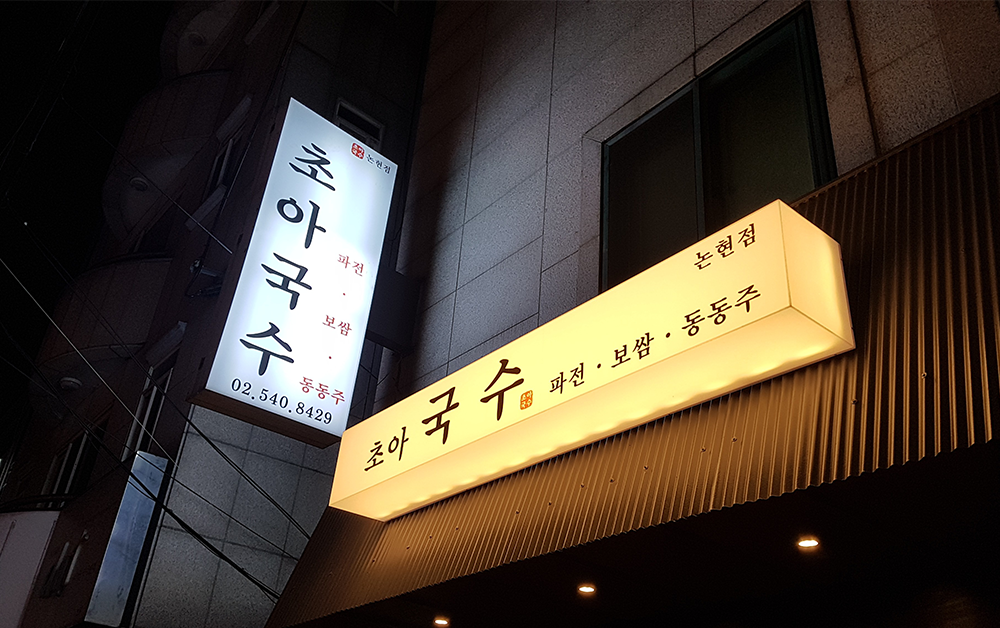 논현점
초아국수
파전 · 보쌈 · 동동주
02.540.8429
논현점
초아 국수
파전 · 보쌈 · 동동주